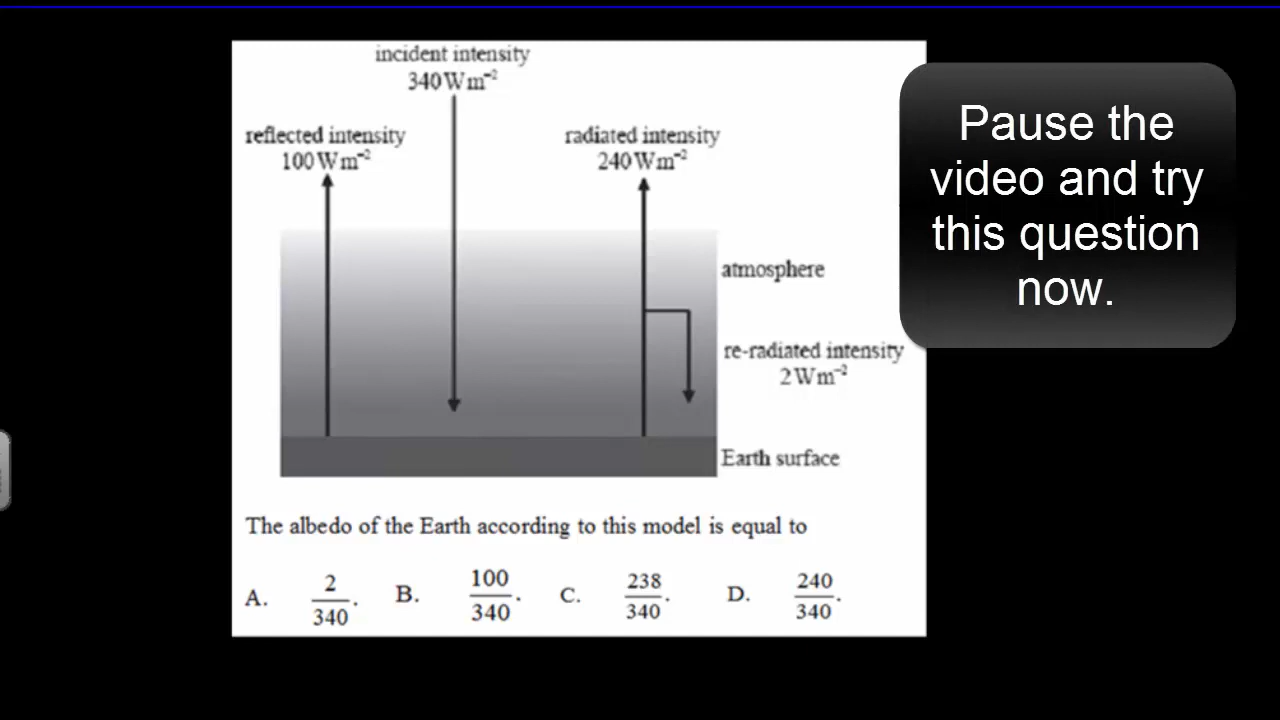 incident intensity
340 W m⁻²
reflected intensity
100 W m⁻²
radiated intensity
240 W m⁻²
atmosphere
re-radiated intensity
2 W m⁻²
Earth surface
The albedo of the Earth according to this model is equal to
A. 2/340. B. 100/340. C. 238/340. D. 240/340.
Pause the
video and try
this question
now.